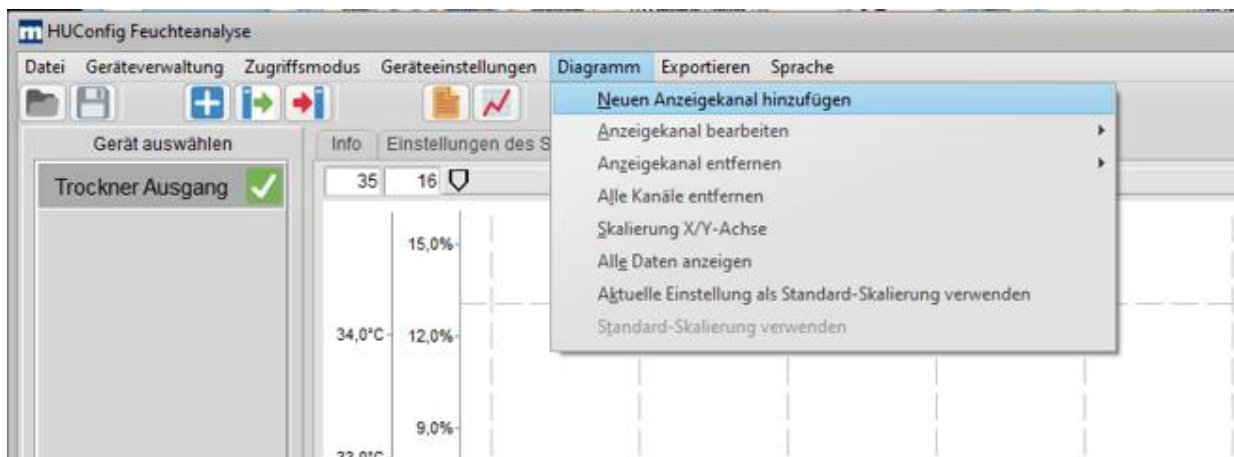 HUConfig Feuchteanalyse
Datei Geräteverwaltung Zugriffsmodus Geräteeinstellungen Diagramm Exportieren Sprache
Neuen Anzeigekanal hinzufügen
Anzeigekanal bearbeiten
Anzeigekanal entfernen
Alle Kanäle entfernen
Skalierung X/Y-Achse
Alle Daten anzeigen
Aktuelle Einstellung als Standard-Skalierung verwenden
Standard-Skalierung verwenden
Gerät auswählen
Trockner Ausgang
Info Einstellungen des S
35 16
15,0%
34,0°C 12,0%
9,0%